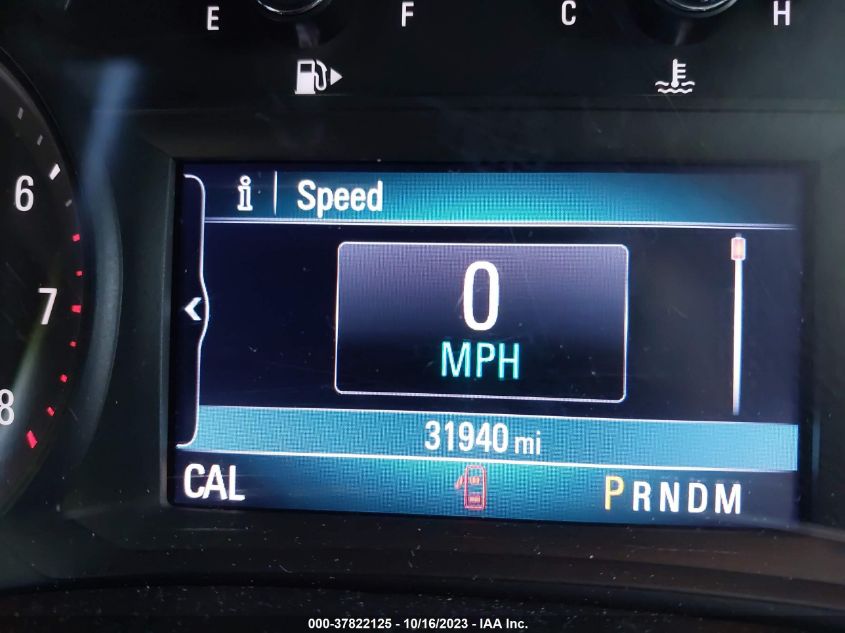 E F C H
6
7
8
i Speed
0
MPH
31940 mi
CAL PRNDM
000-37822125 - 10/16/2023 - IAA Inc.